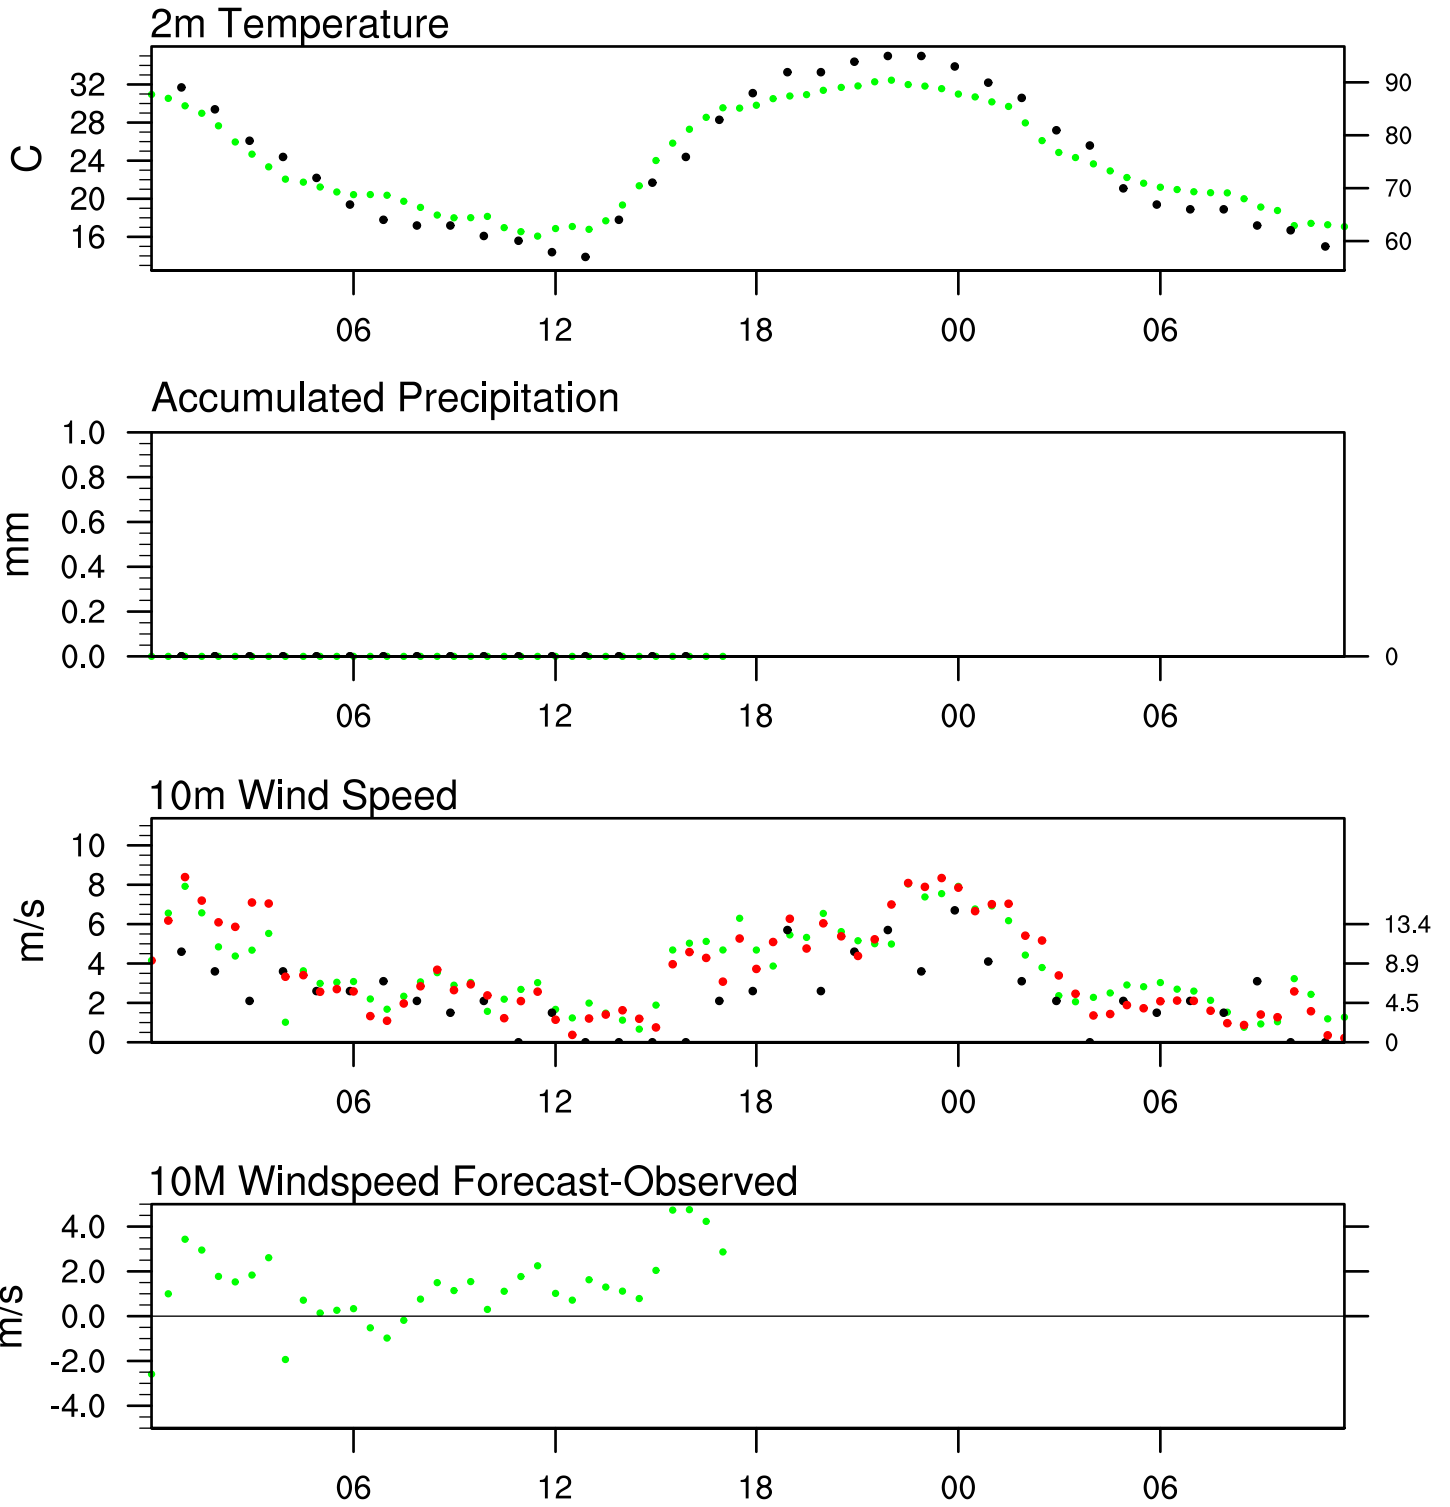 2m Temperature
C
32
28
24
20
16
90
80
70
60
06 12 18 00 06
Accumulated Precipitation
mm
1.0
0.8
0.6
0.4
0.2
0.0
0
06 12 18 00 06
10m Wind Speed
m/s
10
8
6
4
2
0
13.4
8.9
4.5
0
06 12 18 00 06
10M Windspeed Forecast-Observed
m/s
4.0
2.0
0.0
-2.0
-4.0
06 12 18 00 06